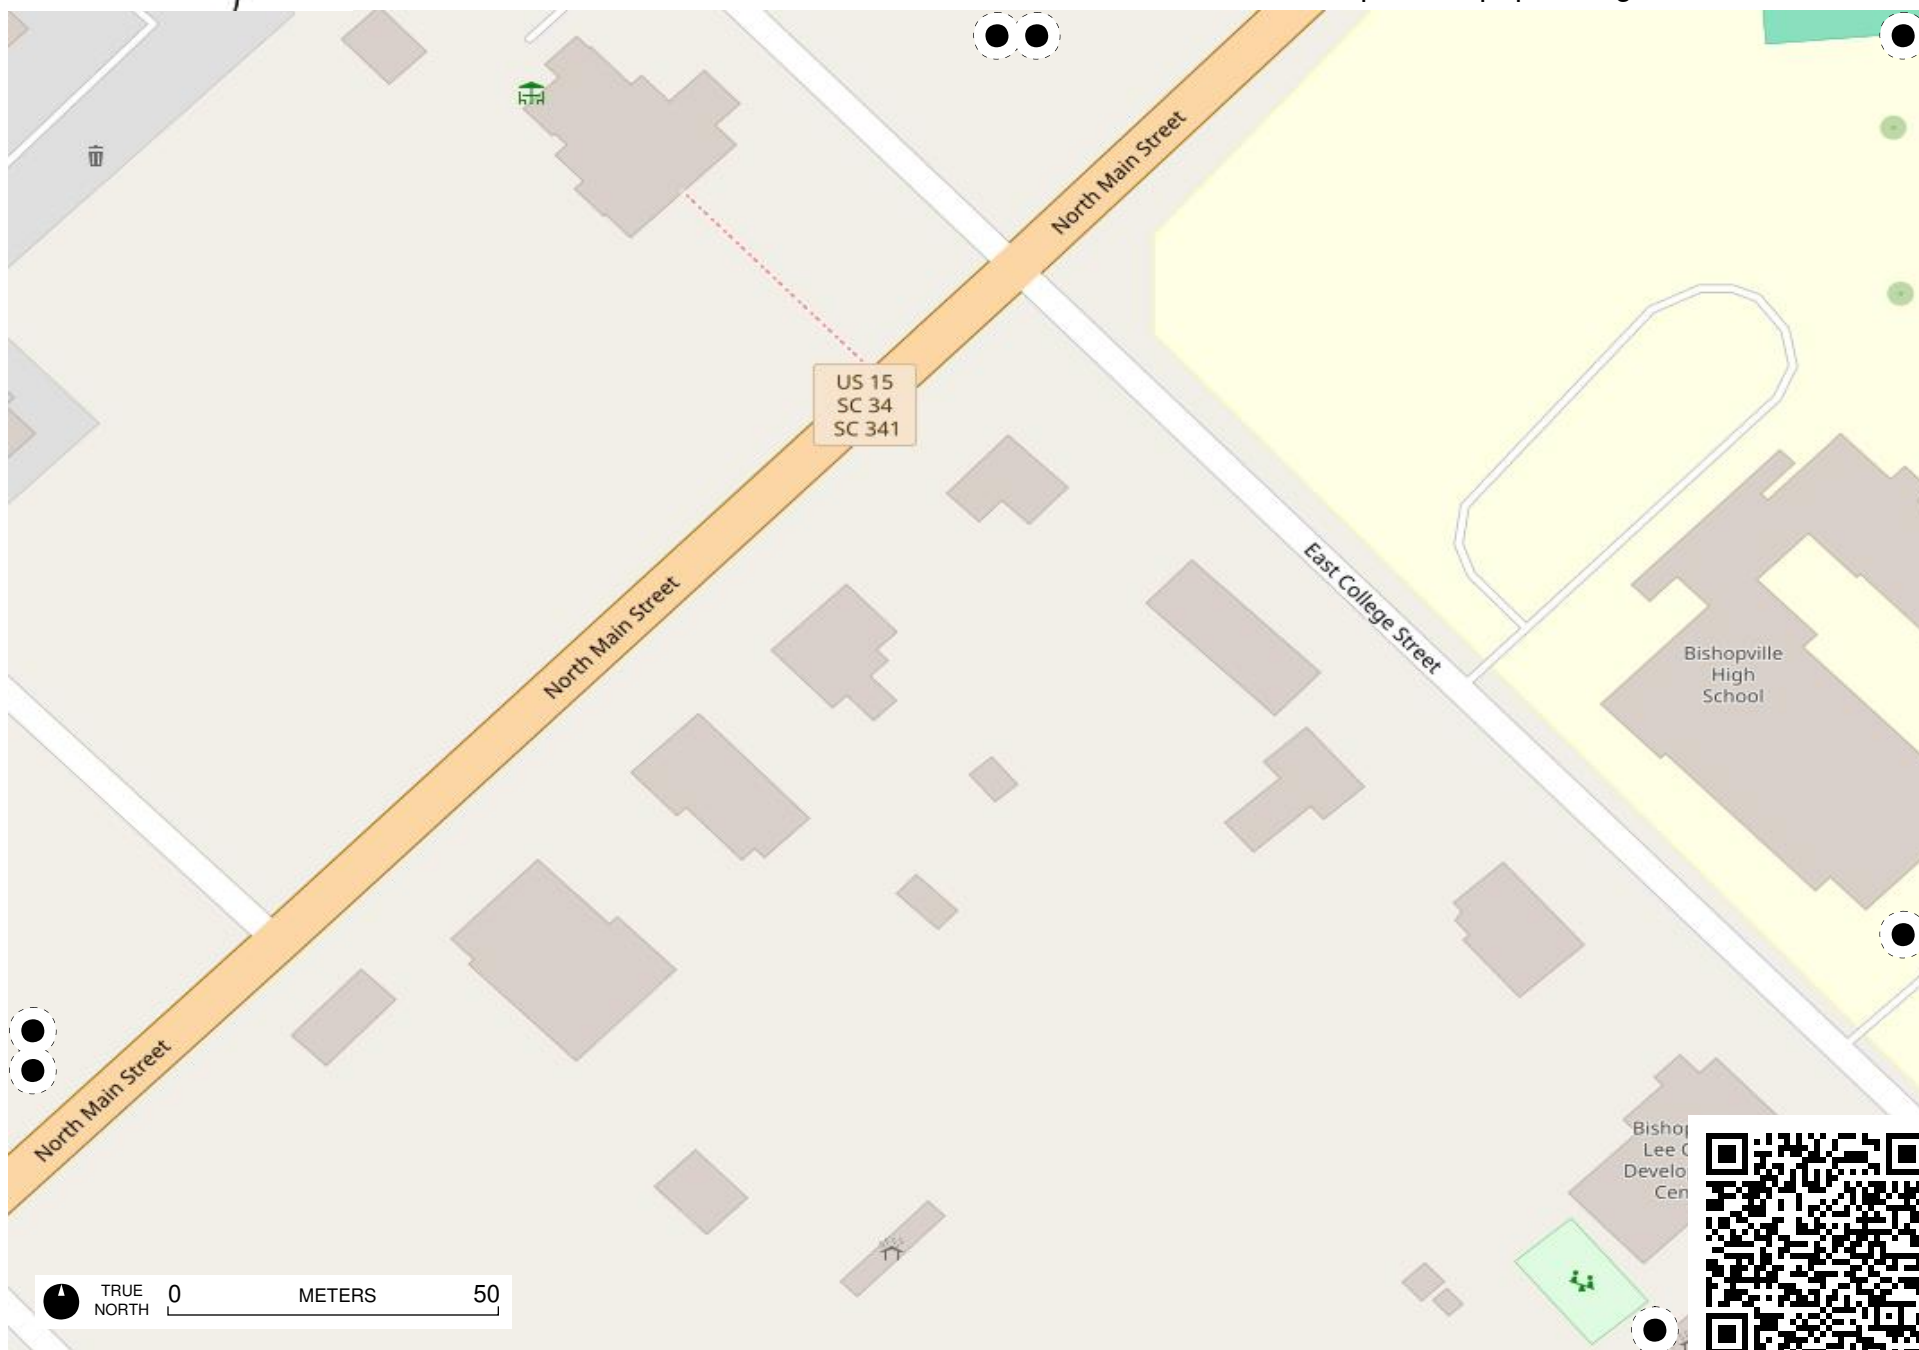 North Main Street
US 15
SC 34
SC 341
North Main Street
East College Street
Bishopville
High
School
North Main Street
Lee
TRUE
NORTH
0
METERS
50